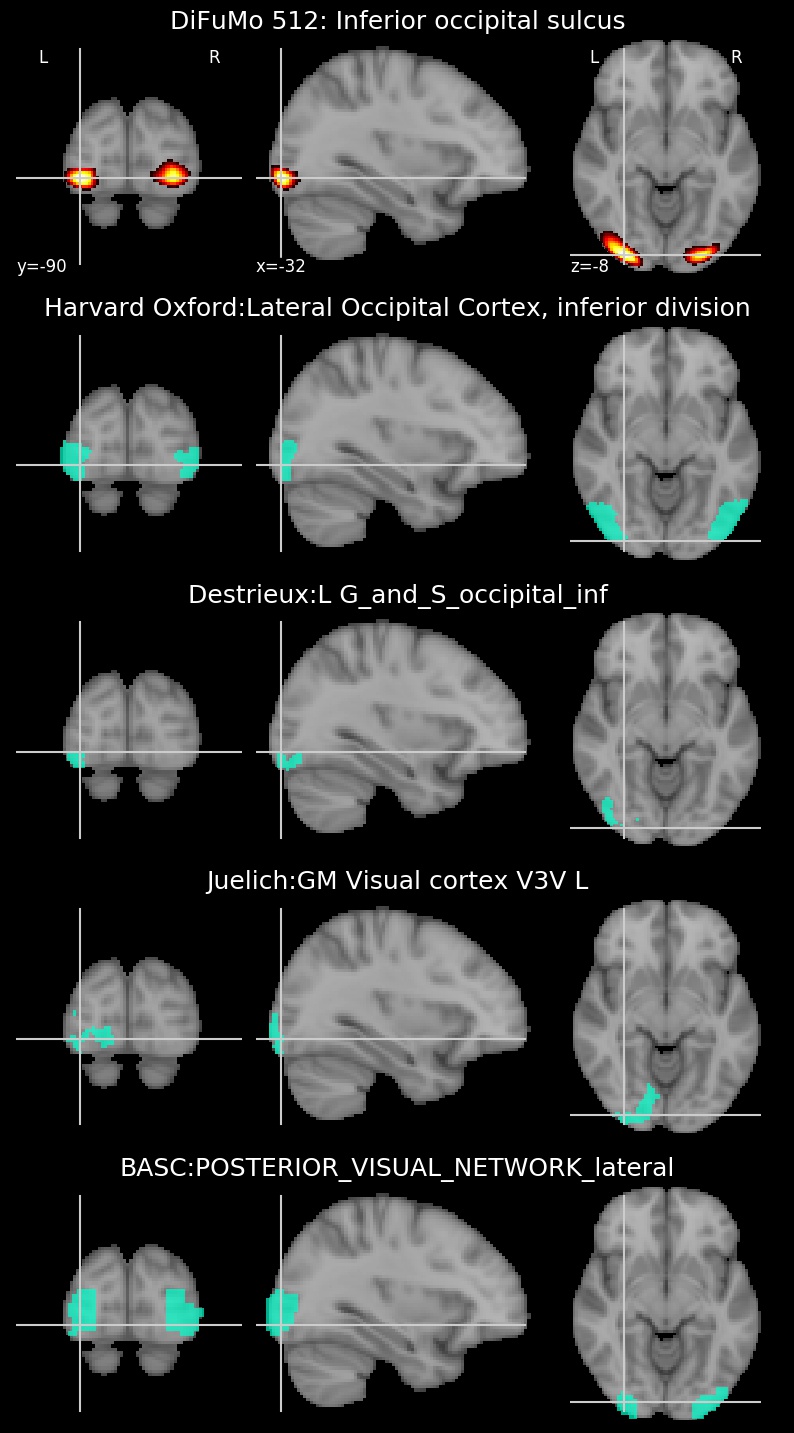 DiFuMo 512: Inferior occipital sulcus
L R L R
y=-90 x=-32 z=-8
Harvard Oxford:Lateral Occipital Cortex, inferior division
Destrieux:L G_and_S_occipital_inf
Juelich:GM Visual cortex V3V L
BASC:POSTERIOR_VISUAL_NETWORK_lateral